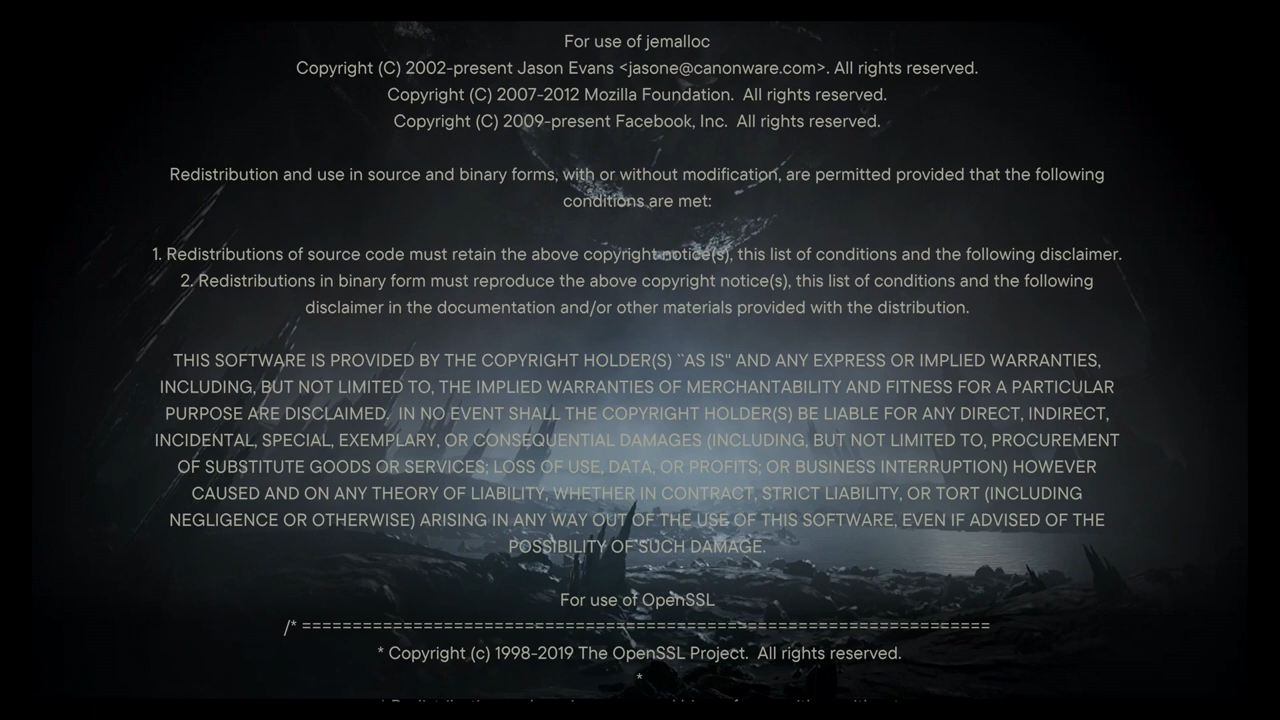 For use of jemalloc
Copyright (C) 2002-present Jason Evans <jasone@canonware.com>. All rights reserved.
Copyright (C) 2007-2012 Mozilla Foundation.  All rights reserved.
Copyright (C) 2009-present Facebook, Inc.  All rights reserved.
Redistribution and use in source and binary forms, with or without modification, are permitted provided that the following
conditions are met:
1. Redistributions of source code must retain the above copyright notice(s), this list of conditions and the following disclaimer.
2. Redistributions in binary form must reproduce the above copyright notice(s), this list of conditions and the following
disclaimer in the documentation and/or other materials provided with the distribution.
THIS SOFTWARE IS PROVIDED BY THE COPYRIGHT HOLDER(S) ``AS IS'' AND ANY EXPRESS OR IMPLIED WARRANTIES,
INCLUDING, BUT NOT LIMITED TO, THE IMPLIED WARRANTIES OF MERCHANTABILITY AND FITNESS FOR A PARTICULAR
PURPOSE ARE DISCLAIMED.  IN NO EVENT SHALL THE COPYRIGHT HOLDER(S) BE LIABLE FOR ANY DIRECT, INDIRECT,
INCIDENTAL, SPECIAL, EXEMPLARY, OR CONSEQUENTIAL DAMAGES (INCLUDING, BUT NOT LIMITED TO, PROCUREMENT
OF SUBSTITUTE GOODS OR SERVICES; LOSS OF USE, DATA, OR PROFITS; OR BUSINESS INTERRUPTION) HOWEVER
CAUSED AND ON ANY THEORY OF LIABILITY, WHETHER IN CONTRACT, STRICT LIABILITY, OR TORT (INCLUDING
NEGLIGENCE OR OTHERWISE) ARISING IN ANY WAY OUT OF THE USE OF THIS SOFTWARE, EVEN IF ADVISED OF THE
POSSIBILITY OF SUCH DAMAGE.
For use of OpenSSL
/* ====================================================================
* Copyright (c) 1998-2019 The OpenSSL Project.  All rights reserved.
*